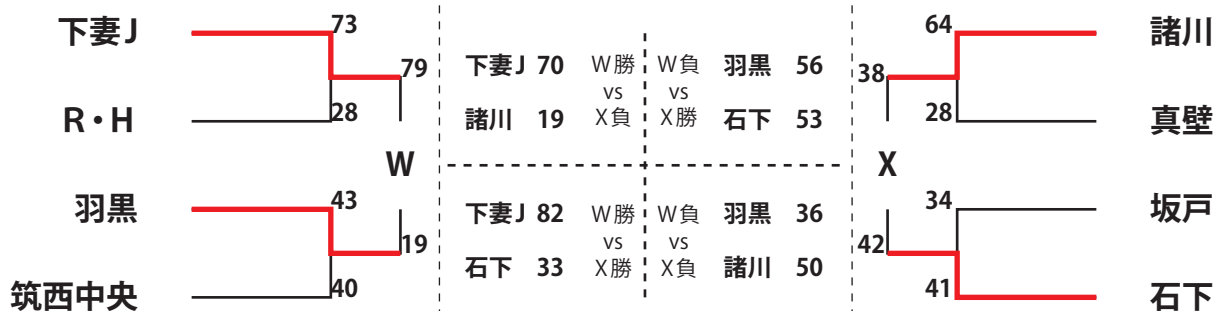 下妻J 73
79
R・H 28
W
羽黒 43
19
筑西中央 40
下妻J 70 W勝 W負 羽黒 56
vs vs
諸川 19 X負 X勝 石下 53
下妻J 82 W勝 W負 羽黒 36
vs vs
石下 33 X勝 X負 諸川 50
64 諸川
38
28 真壁
X
34 坂戸
42
41 石下